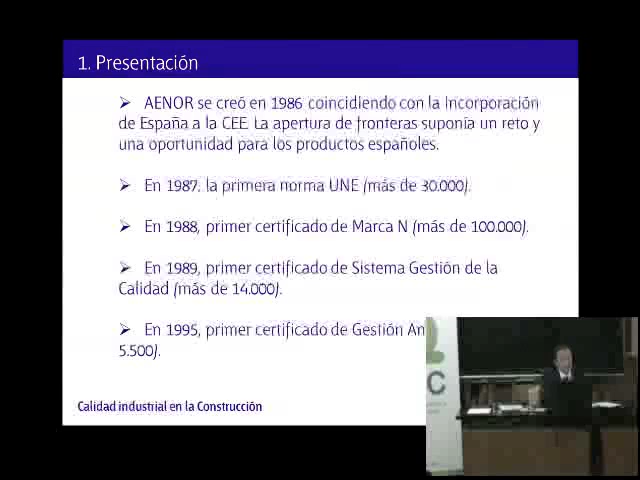 1. Presentación
➢ AENOR se creó en 1986 coincidiendo con la Incorporación
de España a la CEE. La apertura de fronteras suponía un reto y
una oportunidad para los productos españoles.
➢ En 1987, la primera norma UNE (más de 30.000).
➢ En 1988, primer certificado de Marca N (más de 100.000).
➢ En 1989, primer certificado de Sistema Gestión de la
Calidad (más de 14.000).
➢ En 1995, primer certificado de Gestión
5.500).
Calidad industrial en la Construcción